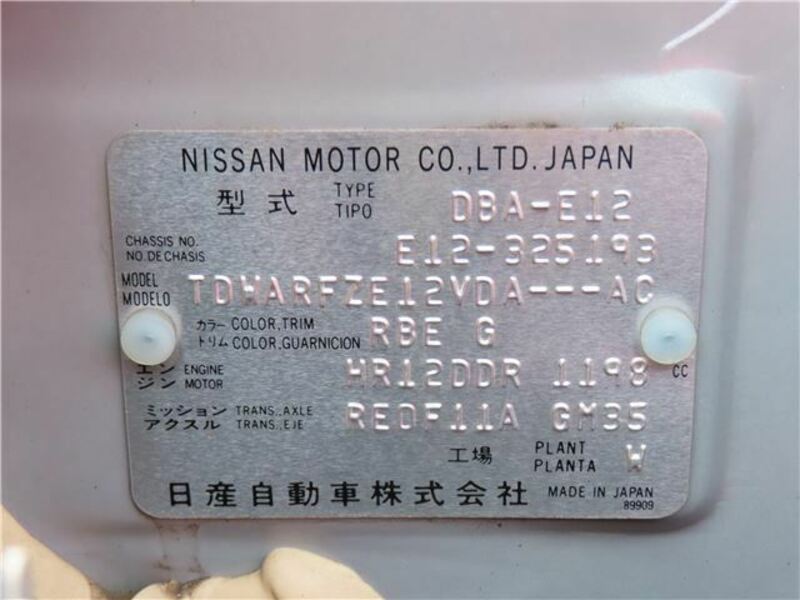 NISSAN MOTOR CO.,LTD. JAPAN
型式 TYPE TIPO DBA-E12
CHASSIS NO. NO. DE CHASIS E12-325193
MODEL MODELO TDWARFZE12VDA---AC
カラー COLOR,TRIM トリム COLOR,GUARNICION RBE G
エンジン ENGINE MOTOR HR12DDR 1198 CC
ミッション TRANS.,AXLE アクスル TRANS.,EJE RE0F11A GM35
工場 PLANT PLANTA W
日産自動車株式会社 MADE IN JAPAN
89909